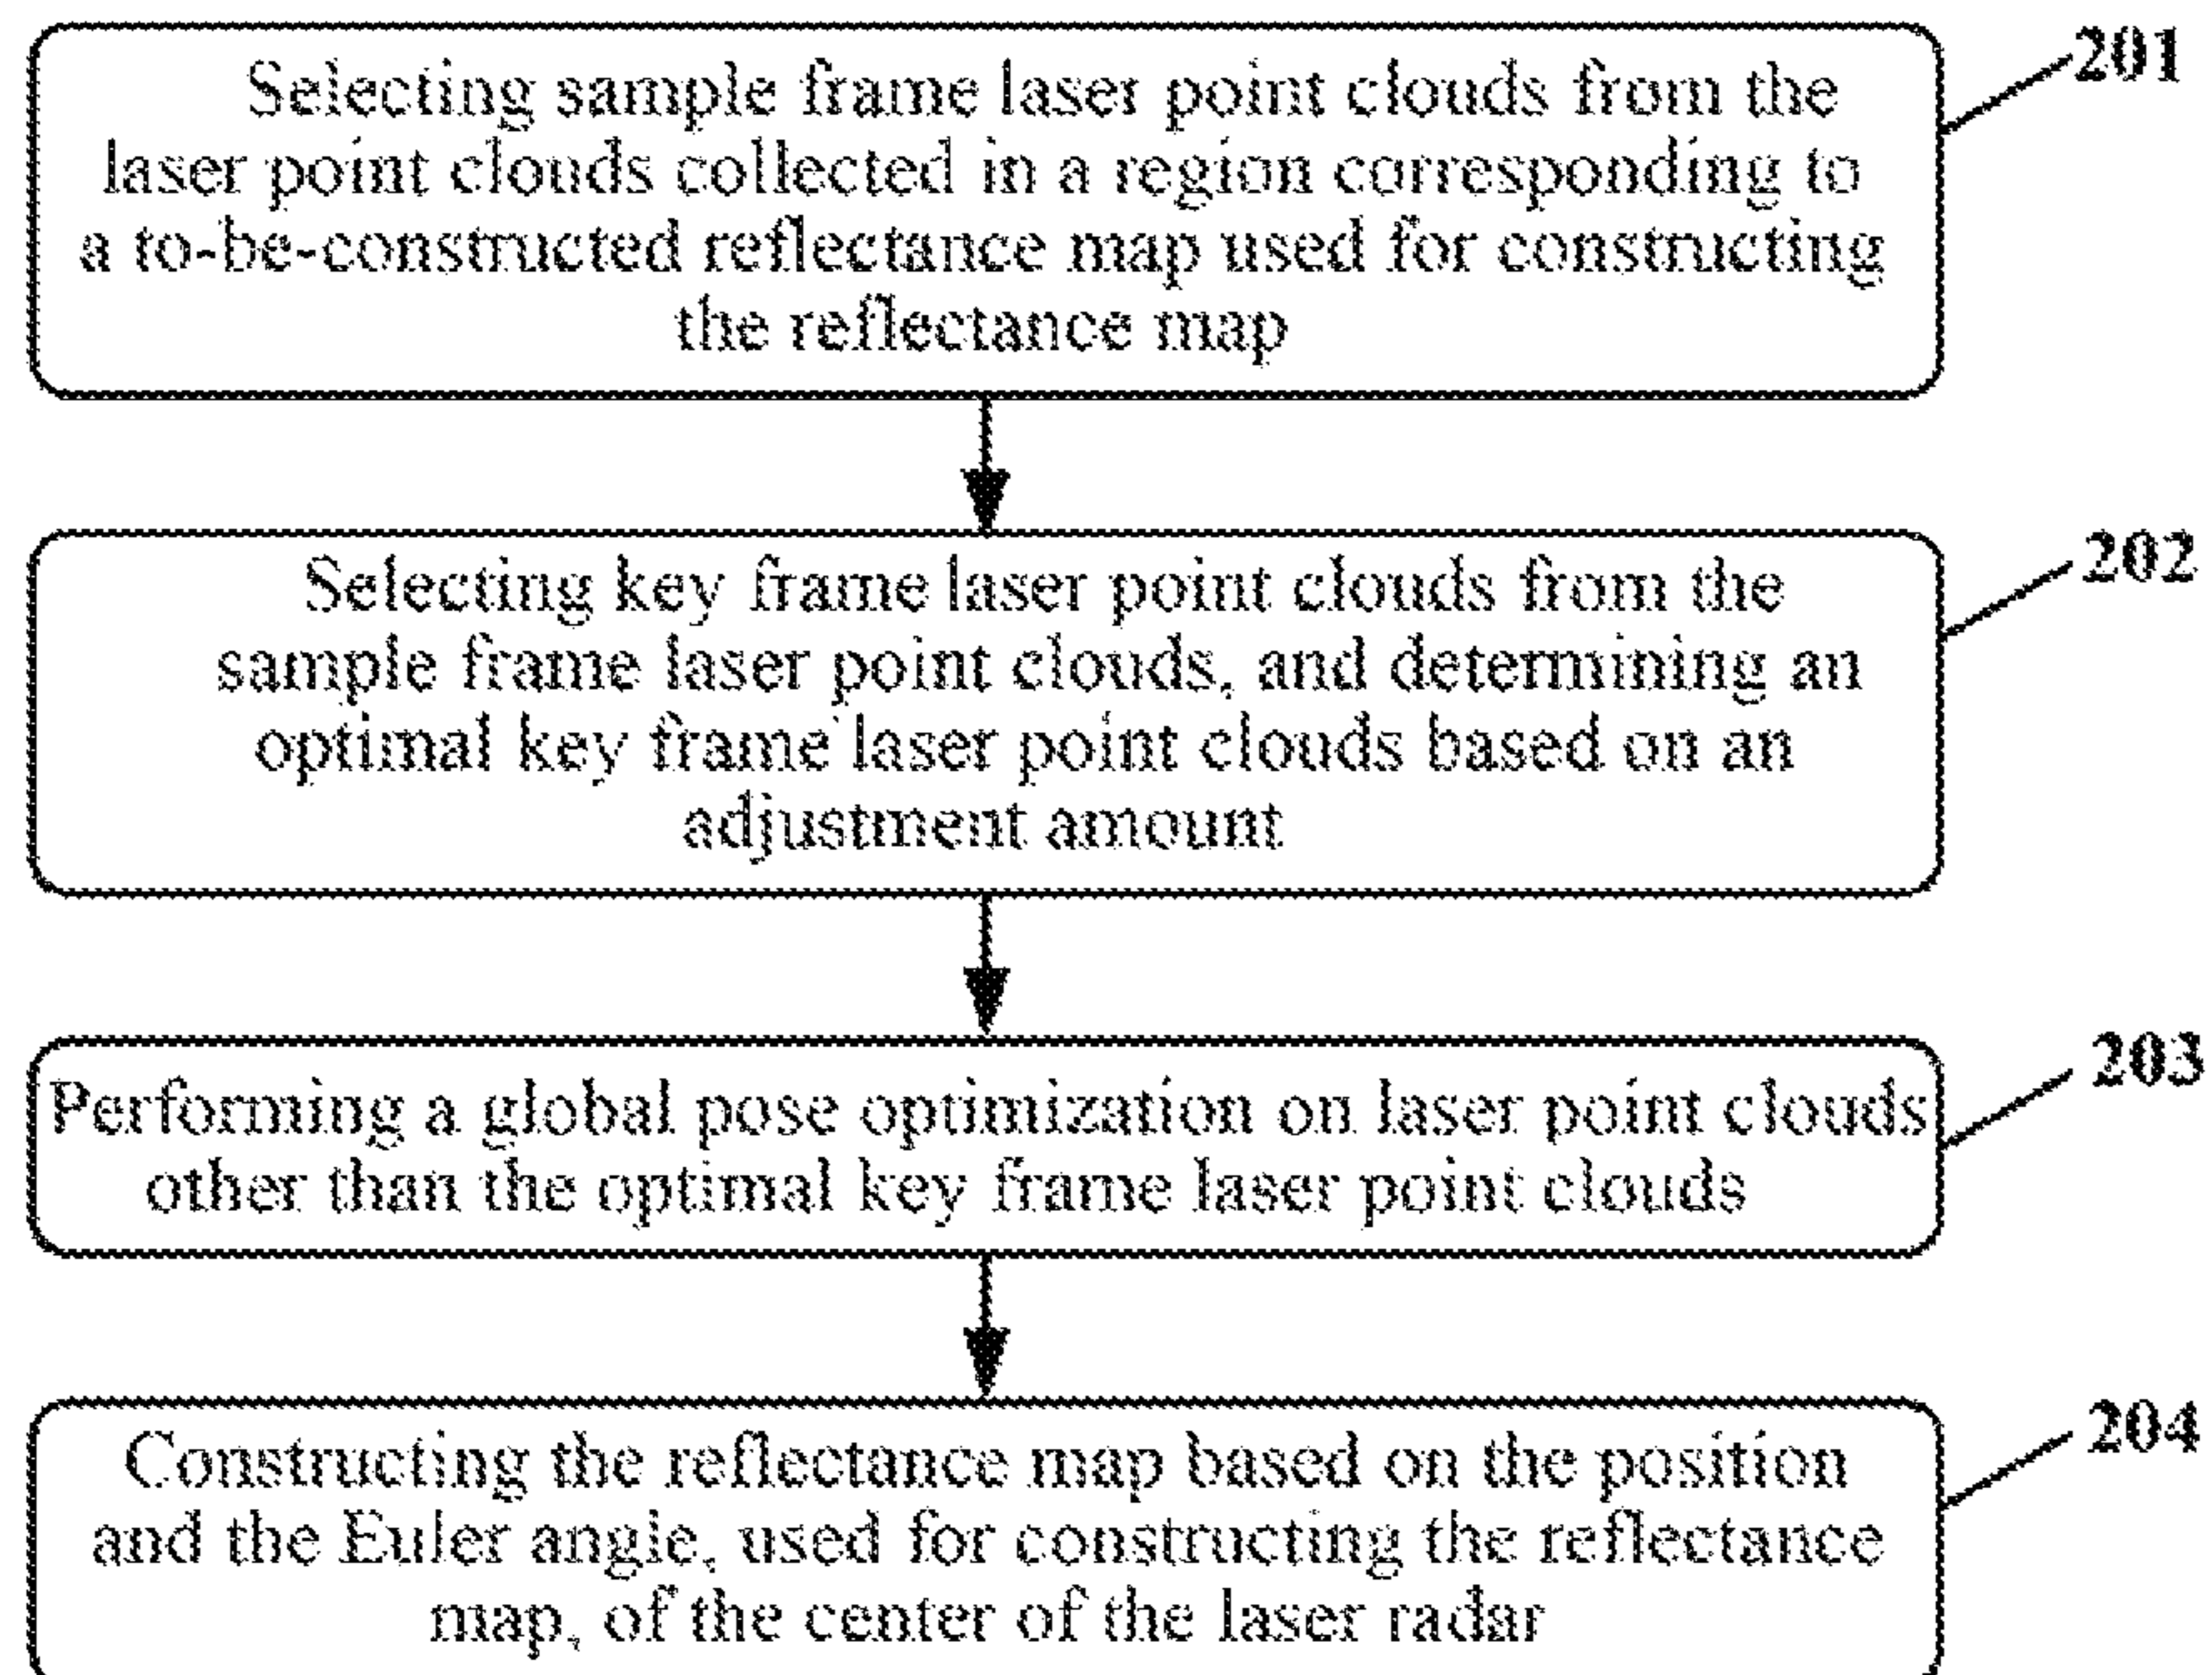 Selecting sample frame laser point clouds from the
laser point clouds collected in a region corresponding to
a to-be-constructed reflectance map used for constructing
the reflectance map
201
Selecting key frame laser point clouds from the
sample frame laser point clouds, and determining an
optimal key frame laser point clouds based on an
adjustment amount
202
Performing a global pose optimization on laser point clouds
other than the optimal key frame laser point clouds
203
Constructing the reflectance map based on the position
and the Euler angle, used for constructing the reflectance
map, of the center of the laser radar
204